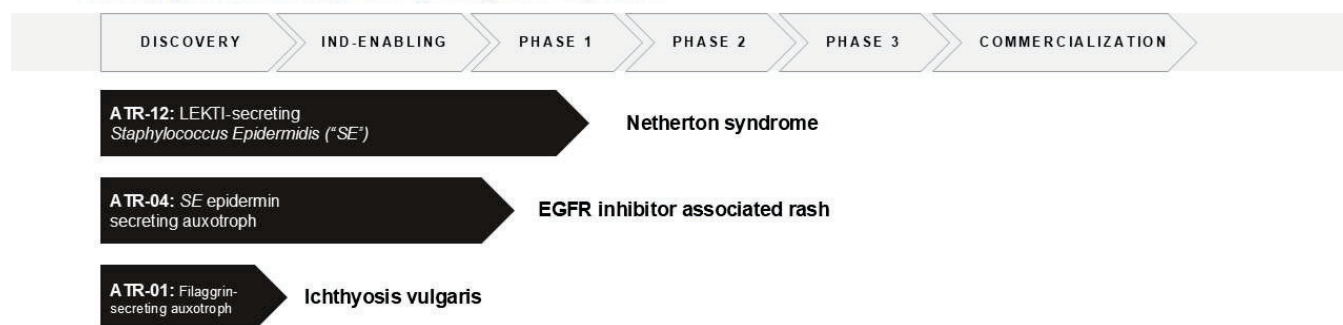 DISCOVERY IND-ENABLING PHASE 1 PHASE 2 PHASE 3 COMMERCIALIZATION
ATR-12: LEKTI-secreting
Staphylococcus Epidermidis ("SE")
Netherton syndrome
ATR-04: SE epidermin
secreting auxotroph
EGFR inhibitor associated rash
ATR-01: Filaggrin-
secreting auxotroph
Ichthyosis vulgaris